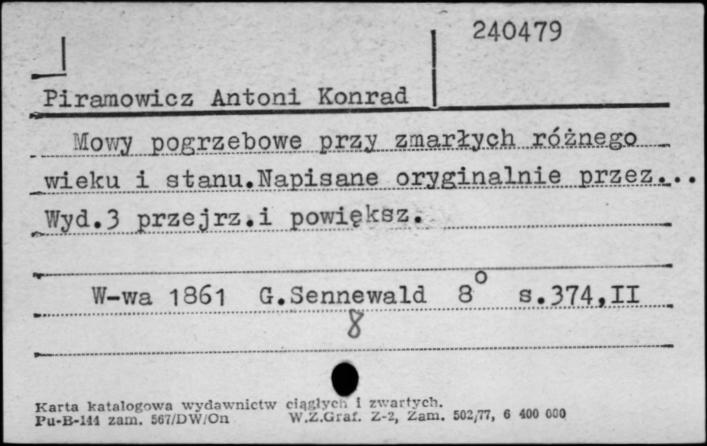 240479
Piramowicz Antoni Konrad
Mowy pogrzebowe przy zmarłych różnego
wieku i stanu.Napisane oryginalnie przez...
Wyd.3 przejrz.i powiększ.
W-wa 1861 G.Sennewald 8° s.374,II
8
Karta katalogowa wydawnictw ciągłych i zwartych.
Pu-B-144 zam. 567/DW/On W.Z.Graf. Z-2, Zam. 502/77, 6 400 000